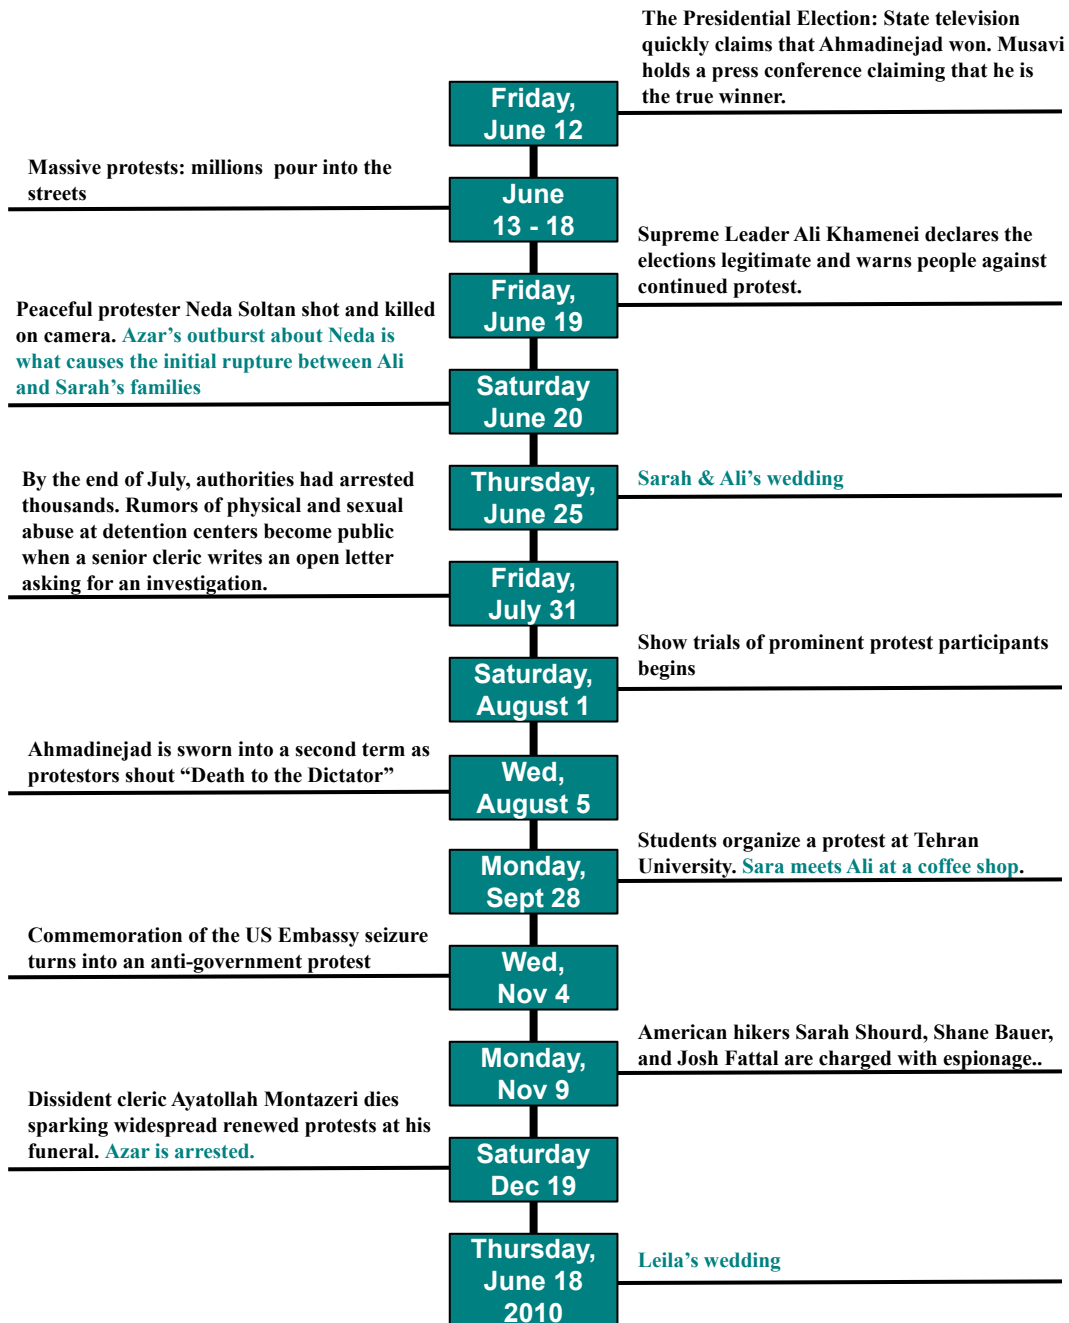 The Presidential Election: State television
quickly claims that Ahmadinejad won. Musavi
holds a press conference claiming that he is
the true winner.
Friday,
June 12
Massive protests: millions pour into the
streets
June
13 - 18
Supreme Leader Ali Khamenei declares the
elections legitimate and warns people against
continued protest.
Friday,
June 19
Peaceful protester Neda Soltan shot and killed
on camera. Azar’s outburst about Neda is
what causes the initial rupture between Ali
and Sarah’s families
Saturday
June 20
Sarah & Ali’s wedding
Thursday,
June 25
By the end of July, authorities had arrested
thousands. Rumors of physical and sexual
abuse at detention centers become public
when a senior cleric writes an open letter
asking for an investigation.
Friday,
July 31
Show trials of prominent protest participants
begins
Saturday,
August 1
Ahmadinejad is sworn into a second term as
protestors shout “Death to the Dictator”
Wed,
August 5
Students organize a protest at Tehran
University. Sara meets Ali at a coffee shop.
Monday,
Sept 28
Commemoration of the US Embassy seizure
turns into an anti-government protest
Wed,
Nov 4
American hikers Sarah Shourd, Shane Bauer,
and Josh Fattal are charged with espionage..
Monday,
Nov 9
Dissident cleric Ayatollah Montazeri dies
sparking widespread renewed protests at his
funeral. Azar is arrested.
Saturday
Dec 19
Leila’s wedding
Thursday,
June 18
2010